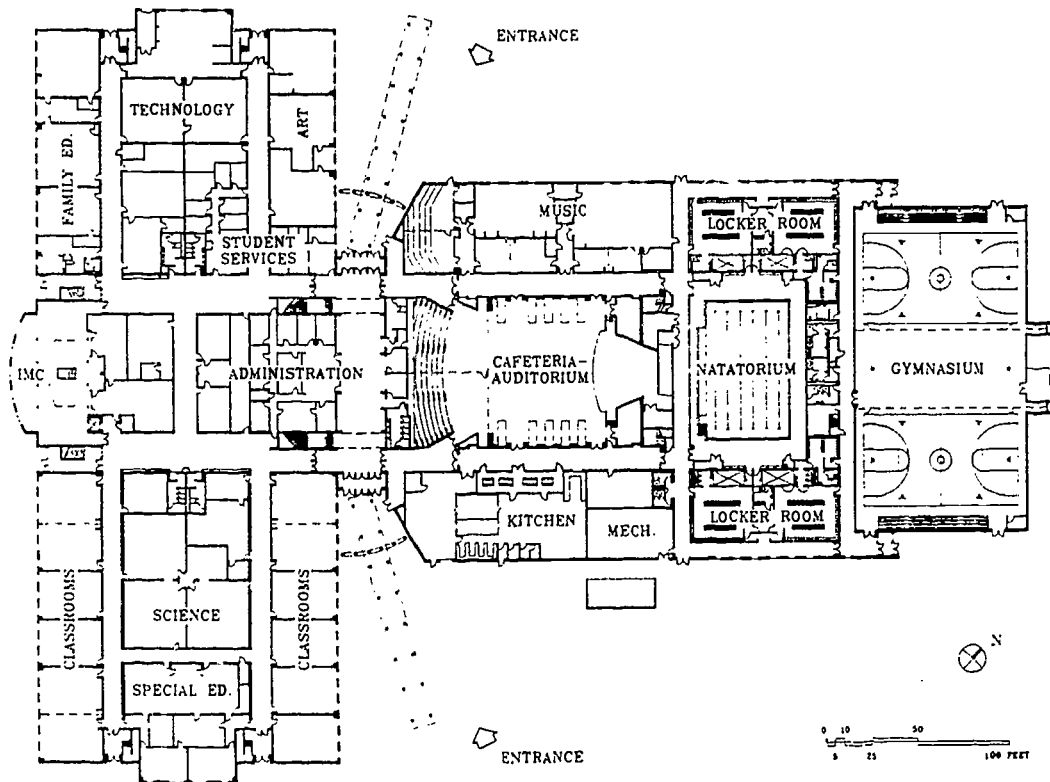 ENTRANCE
TECHNOLOGY
ART
FAMILY ED.
STUDENT
SERVICES
MUSIC
LOCKER ROOM
IMC
ADMINISTRATION
CAFETERIA-
AUDITORIUM
NATATORIUM
GYMNASIUM
KITCHEN
MECH.
LOCKER ROOM
CLASSROOMS
SCIENCE
CLASSROOMS
SPECIAL ED.
N
ENTRANCE
0 10 50
5 25 100 FEET